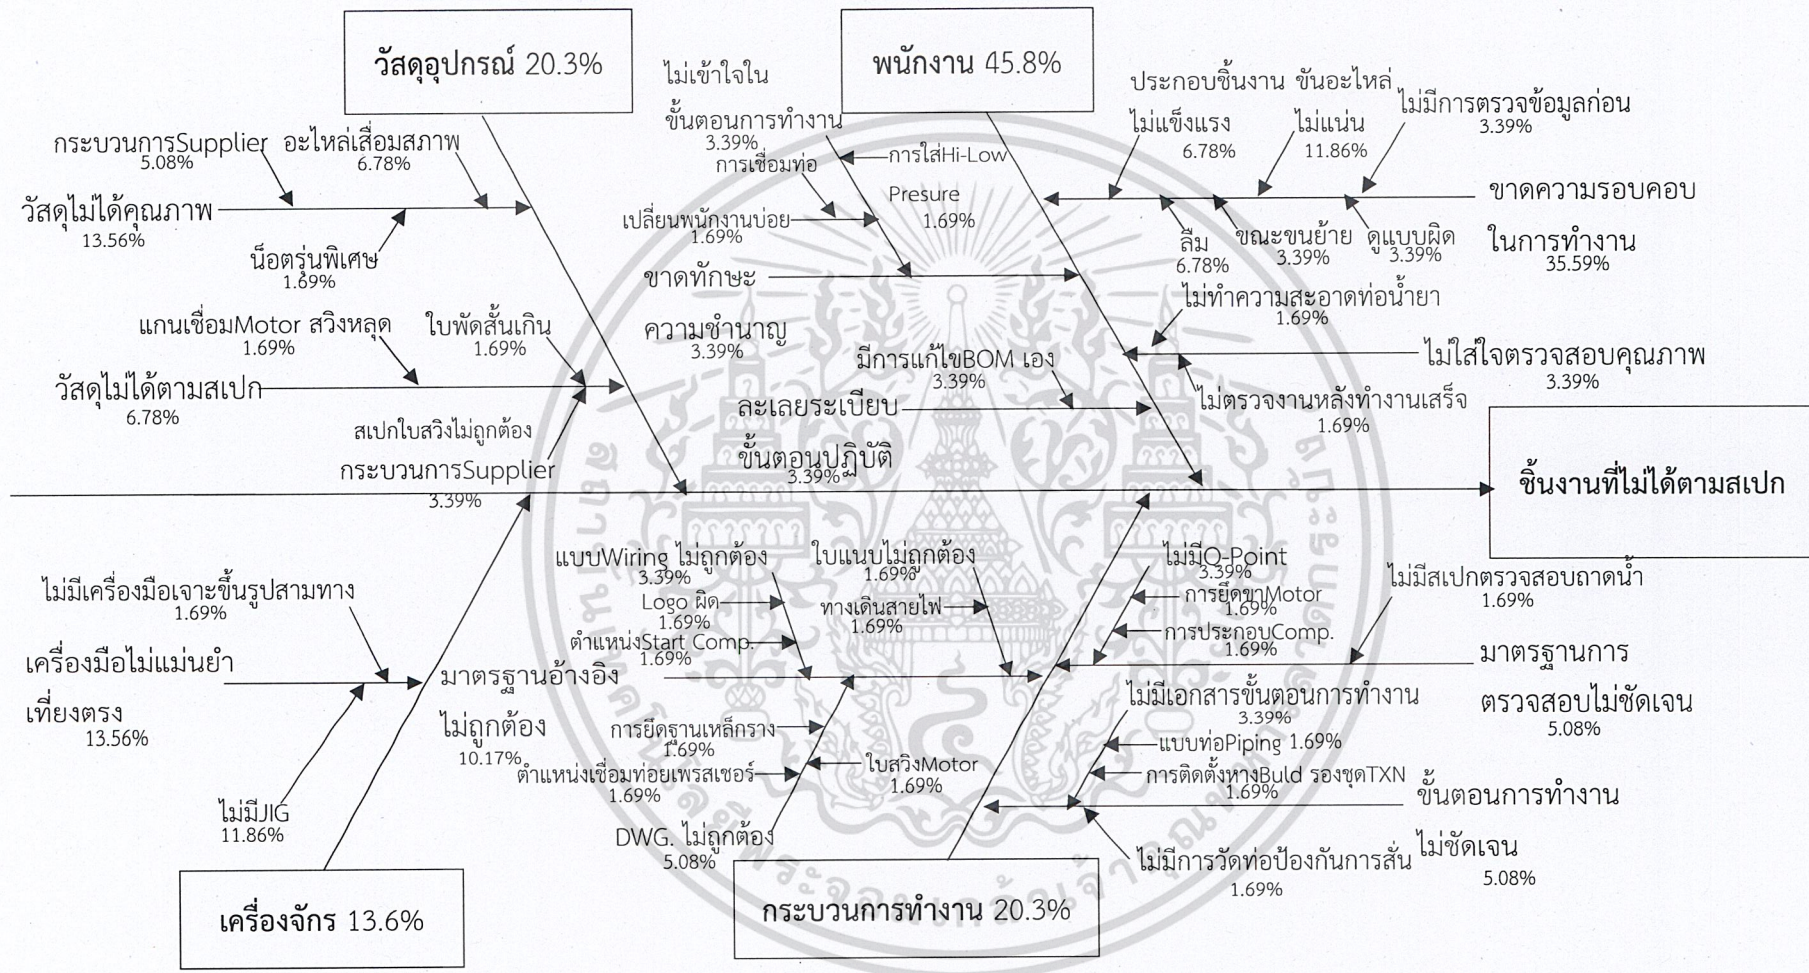 วัสดุอุปกรณ์ 20.3%
พนักงาน 45.8%
กระบวนการSupplier
5.08%
อะไหล่เสื่อมสภาพ
6.78%
วัสดุไม่ได้คุณภาพ
13.56%
น็อตรุ่นพิเศษ
1.69%
แกนเชื่อมMotor สวิงหลุด
1.69%
ใบพัดสั้นเกิน
1.69%
วัสดุไม่ได้ตามสเปก
6.78%
สเปกใบสวิงไม่ถูกต้อง
กระบวนการSupplier
3.39%
ไม่เข้าใจใน
ขั้นตอนการทำงาน
3.39%
การเชื่อมท่อ
การใส่Hi-Low
Presure
1.69%
เปลี่ยนพนักงานบ่อย
1.69%
ขาดทักษะ
ความชำนาญ
3.39%
มีการแก้ไขBOM เอง
3.39%
ละเลยระเบียบ
ขั้นตอนปฏิบัติ
3.39%
ประกอบชิ้นงาน
ไม่แข็งแรง
6.78%
ขันอะไหล่
ไม่แน่น
11.86%
ไม่มีการตรวจข้อมูลก่อน
3.39%
ขาดความรอบคอบ
ในการทำงาน
35.59%
ลืม
6.78%
ขณะขนย้าย
3.39%
ดูแบบผิด
3.39%
ไม่ทำความสะอาดท่อน้ำยา
1.69%
ไม่ใส่ใจตรวจสอบคุณภาพ
3.39%
ไม่ตรวจงานหลังทำงานเสร็จ
1.69%
ชิ้นงานที่ไม่ได้ตามสเปก
ไม่มีเครื่องมือเจาะขึ้นรูปสามทาง
1.69%
เครื่องมือไม่แม่นยำ
เที่ยงตรง
13.56%
ไม่มีJIG
11.86%
เครื่องจักร 13.6%
แบบWiring ไม่ถูกต้อง
3.39%
Logo ผิด
1.69%
ตำแหน่งStart Comp.
1.69%
ใบแนบไม่ถูกต้อง
1.69%
ทางเดินสายไฟ
1.69%
มาตรฐานอ้างอิง
ไม่ถูกต้อง
10.17%
การยึดฐานเหล็กราง
1.69%
ตำแหน่งเชื่อมท่อยเพรสเชอร์
1.69%
ใบสวิงMotor
1.69%
DWG. ไม่ถูกต้อง
5.08%
ไม่มีQ-Point
3.39%
การยึดขาMotor
1.69%
การประกอบComp.
1.69%
ไม่มีสเปกตรวจสอบถาดน้ำ
1.69%
มาตรฐานการ
ตรวจสอบไม่ชัดเจน
5.08%
ไม่มีเอกสารขั้นตอนการทำงาน
3.39%
แบบท่อPiping 1.69%
การติดตั้งหางBuld รองชุดTXN
1.69%
ขั้นตอนการทำงาน
ไม่ชัดเจน
5.08%
ไม่มีการวัดท่อป้องกันการสั่น
1.69%
กระบวนการทำงาน 20.3%